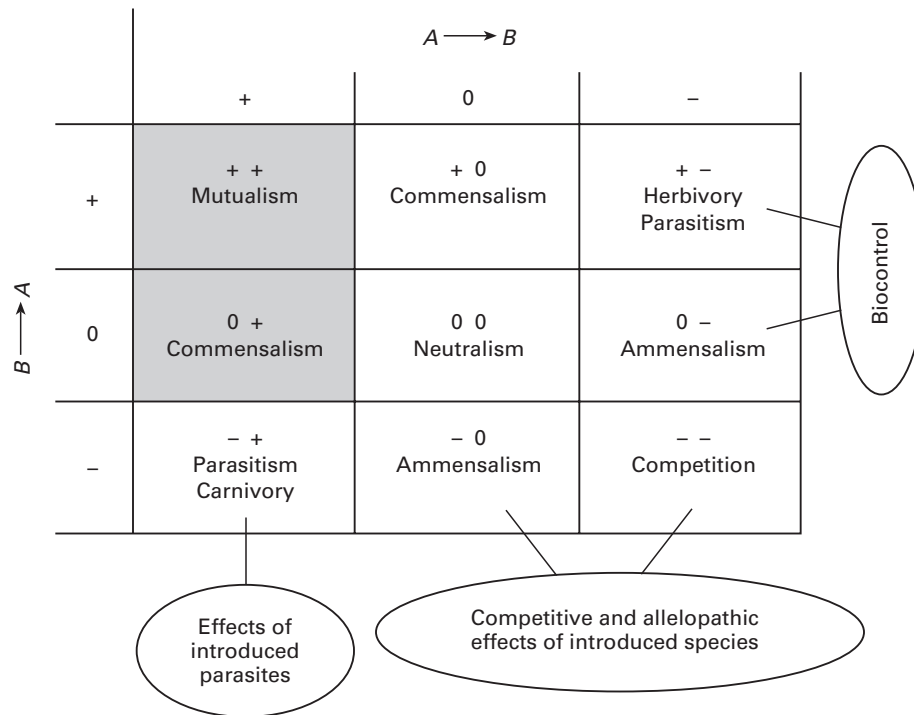 A ⟶ B
+ 0 –
+ + + 0 + –
Mutualism Commensalism Herbivory
Parasitism
+
Biocontrol
B ⟶ A
0 + 0 0 0 –
0
Commensalism Neutralism Ammensalism
– + – 0 – –
Parasitism Ammensalism Competition
–
Carnivory
Effects of
introduced
parasites
Competitive and allelopathic
effects of introduced species